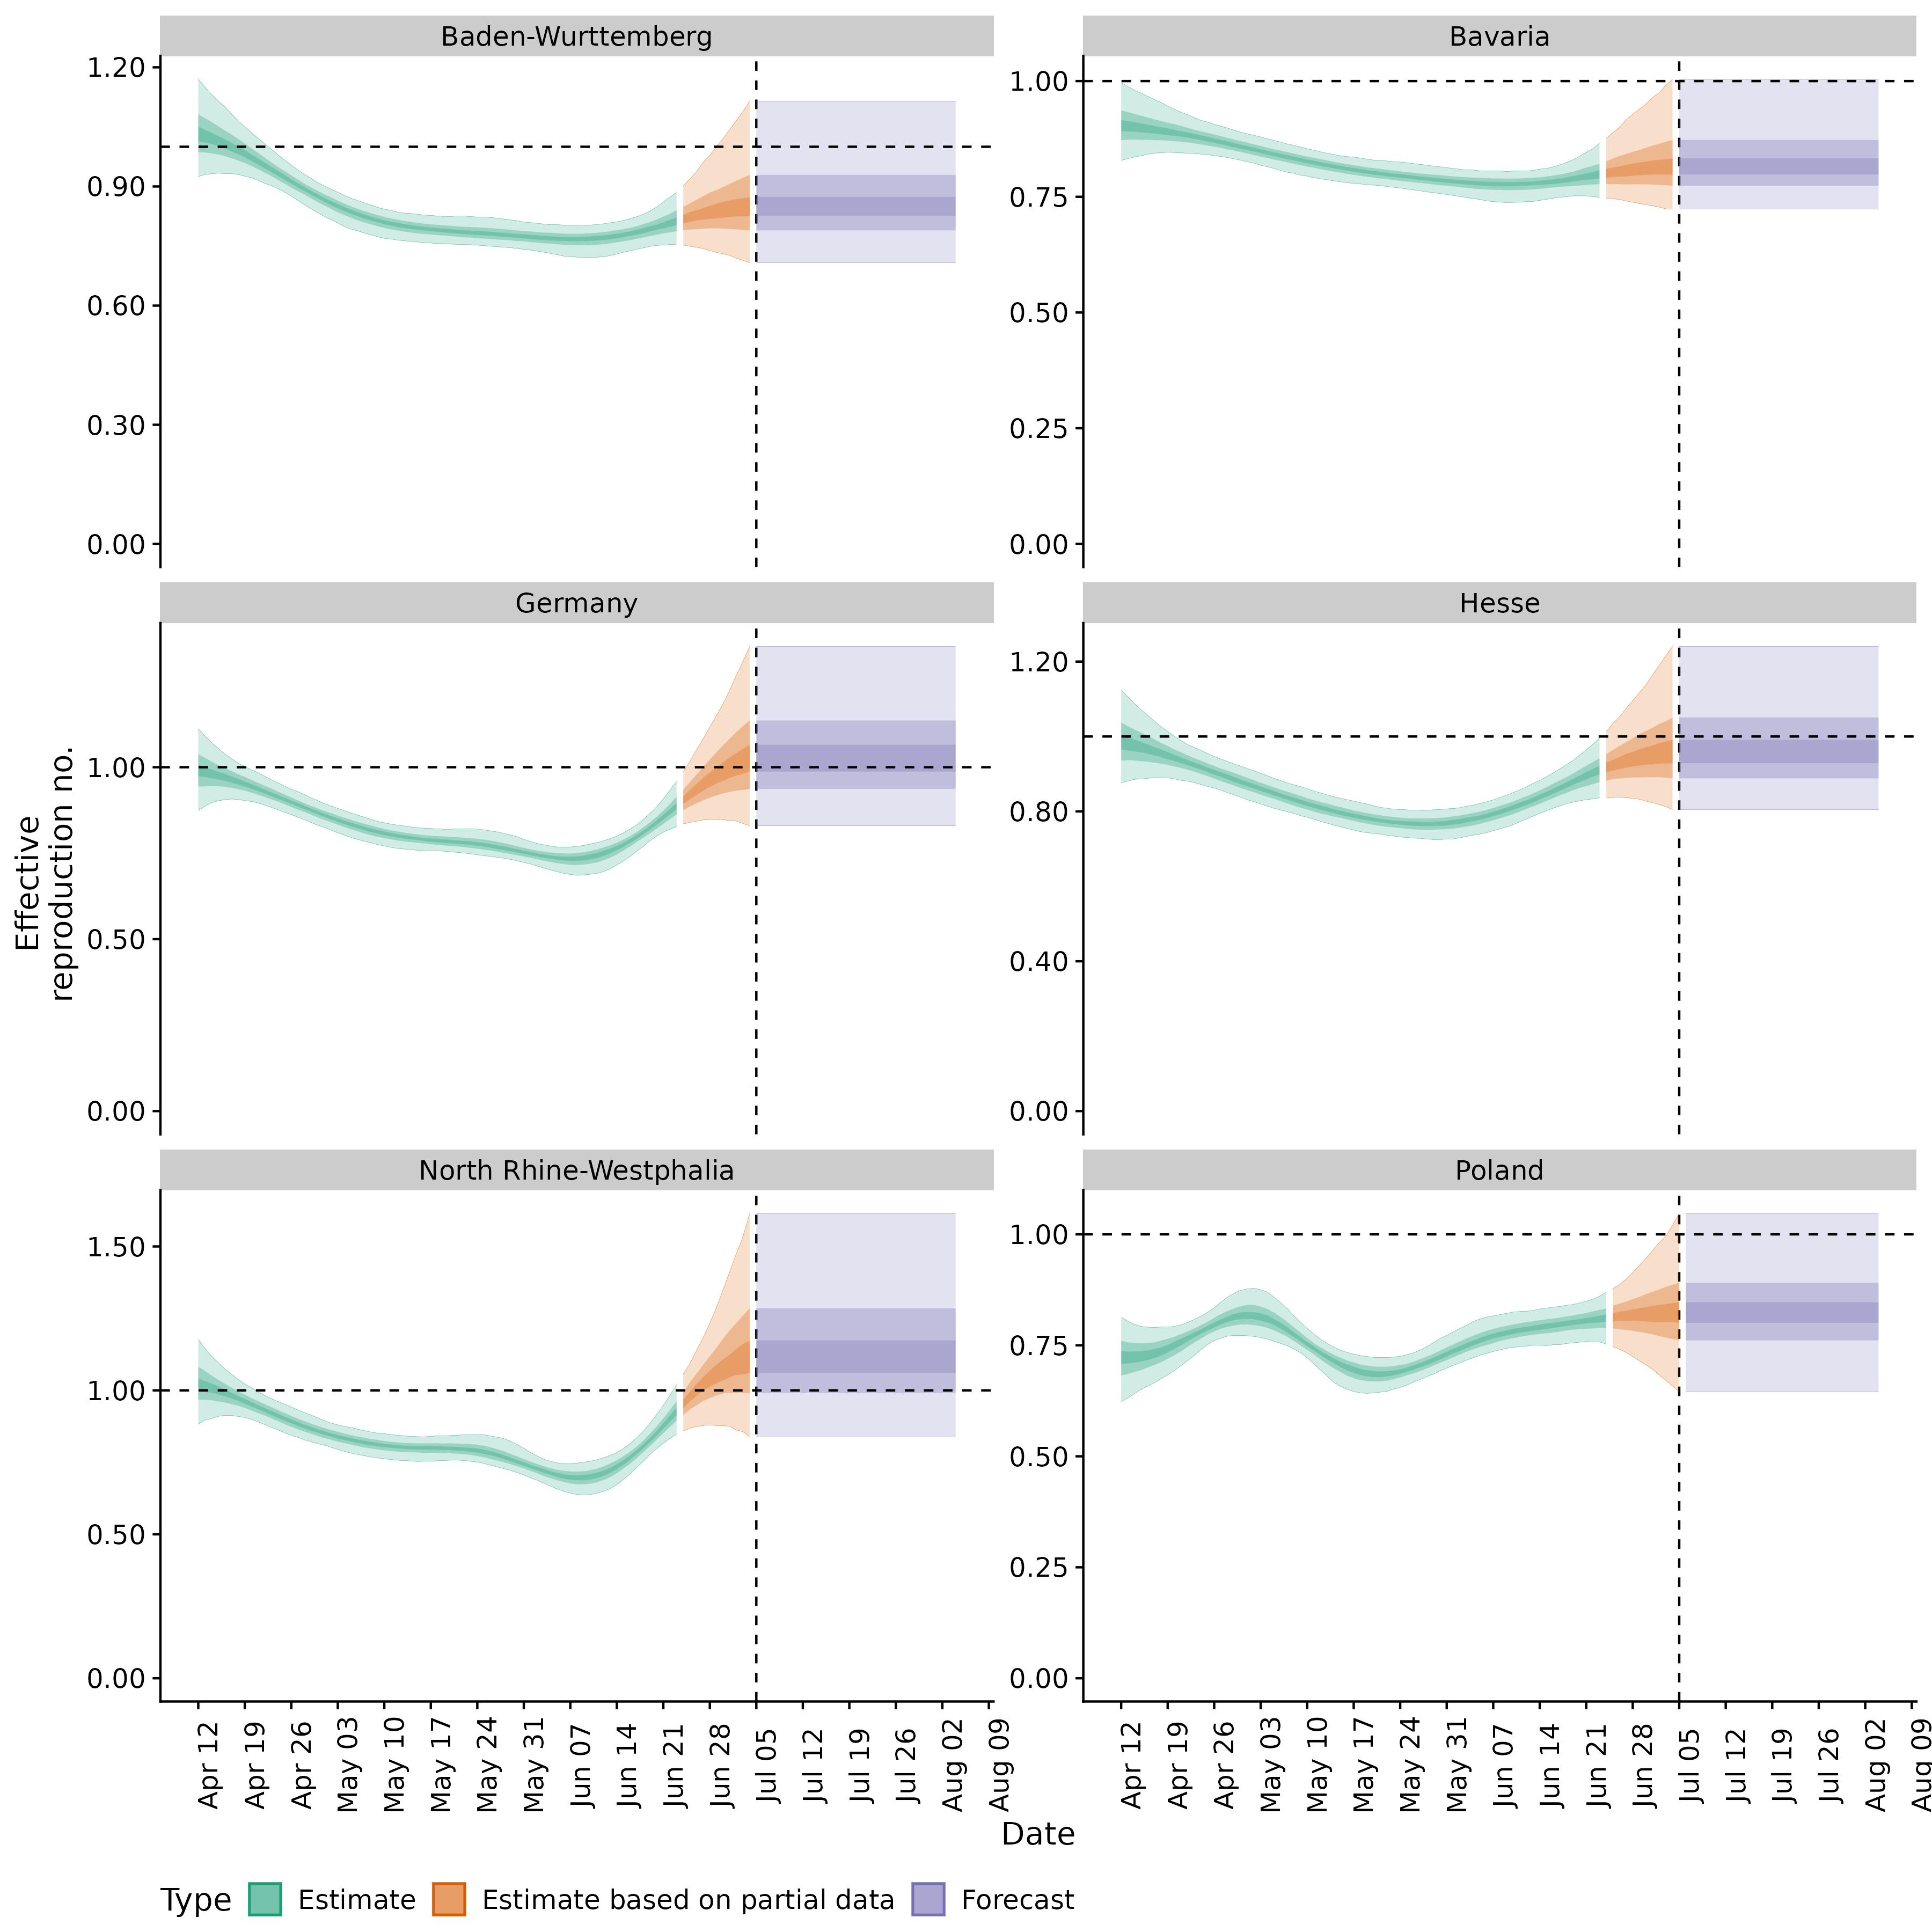 Baden-Wurttemberg
1.20
0.90
0.60
0.30
0.00
Bavaria
1.00
0.75
0.50
0.25
0.00
Germany
1.00
0.50
0.00
Hesse
1.20
0.80
0.40
0.00
North Rhine-Westphalia
1.50
1.00
0.50
0.00
Poland
1.00
0.75
0.50
0.25
0.00
Effective
reproduction no.
Apr 12
Apr 19
Apr 26
May 03
May 10
May 17
May 24
May 31
Jun 07
Jun 14
Jun 21
Jun 28
Jul 05
Jul 12
Jul 19
Jul 26
Aug 02
Aug 09
Apr 12
Apr 19
Apr 26
May 03
May 10
May 17
May 24
May 31
Jun 07
Jun 14
Jun 21
Jun 28
Jul 05
Jul 12
Jul 19
Jul 26
Aug 02
Aug 09
Date
Type Estimate Estimate based on partial data Forecast